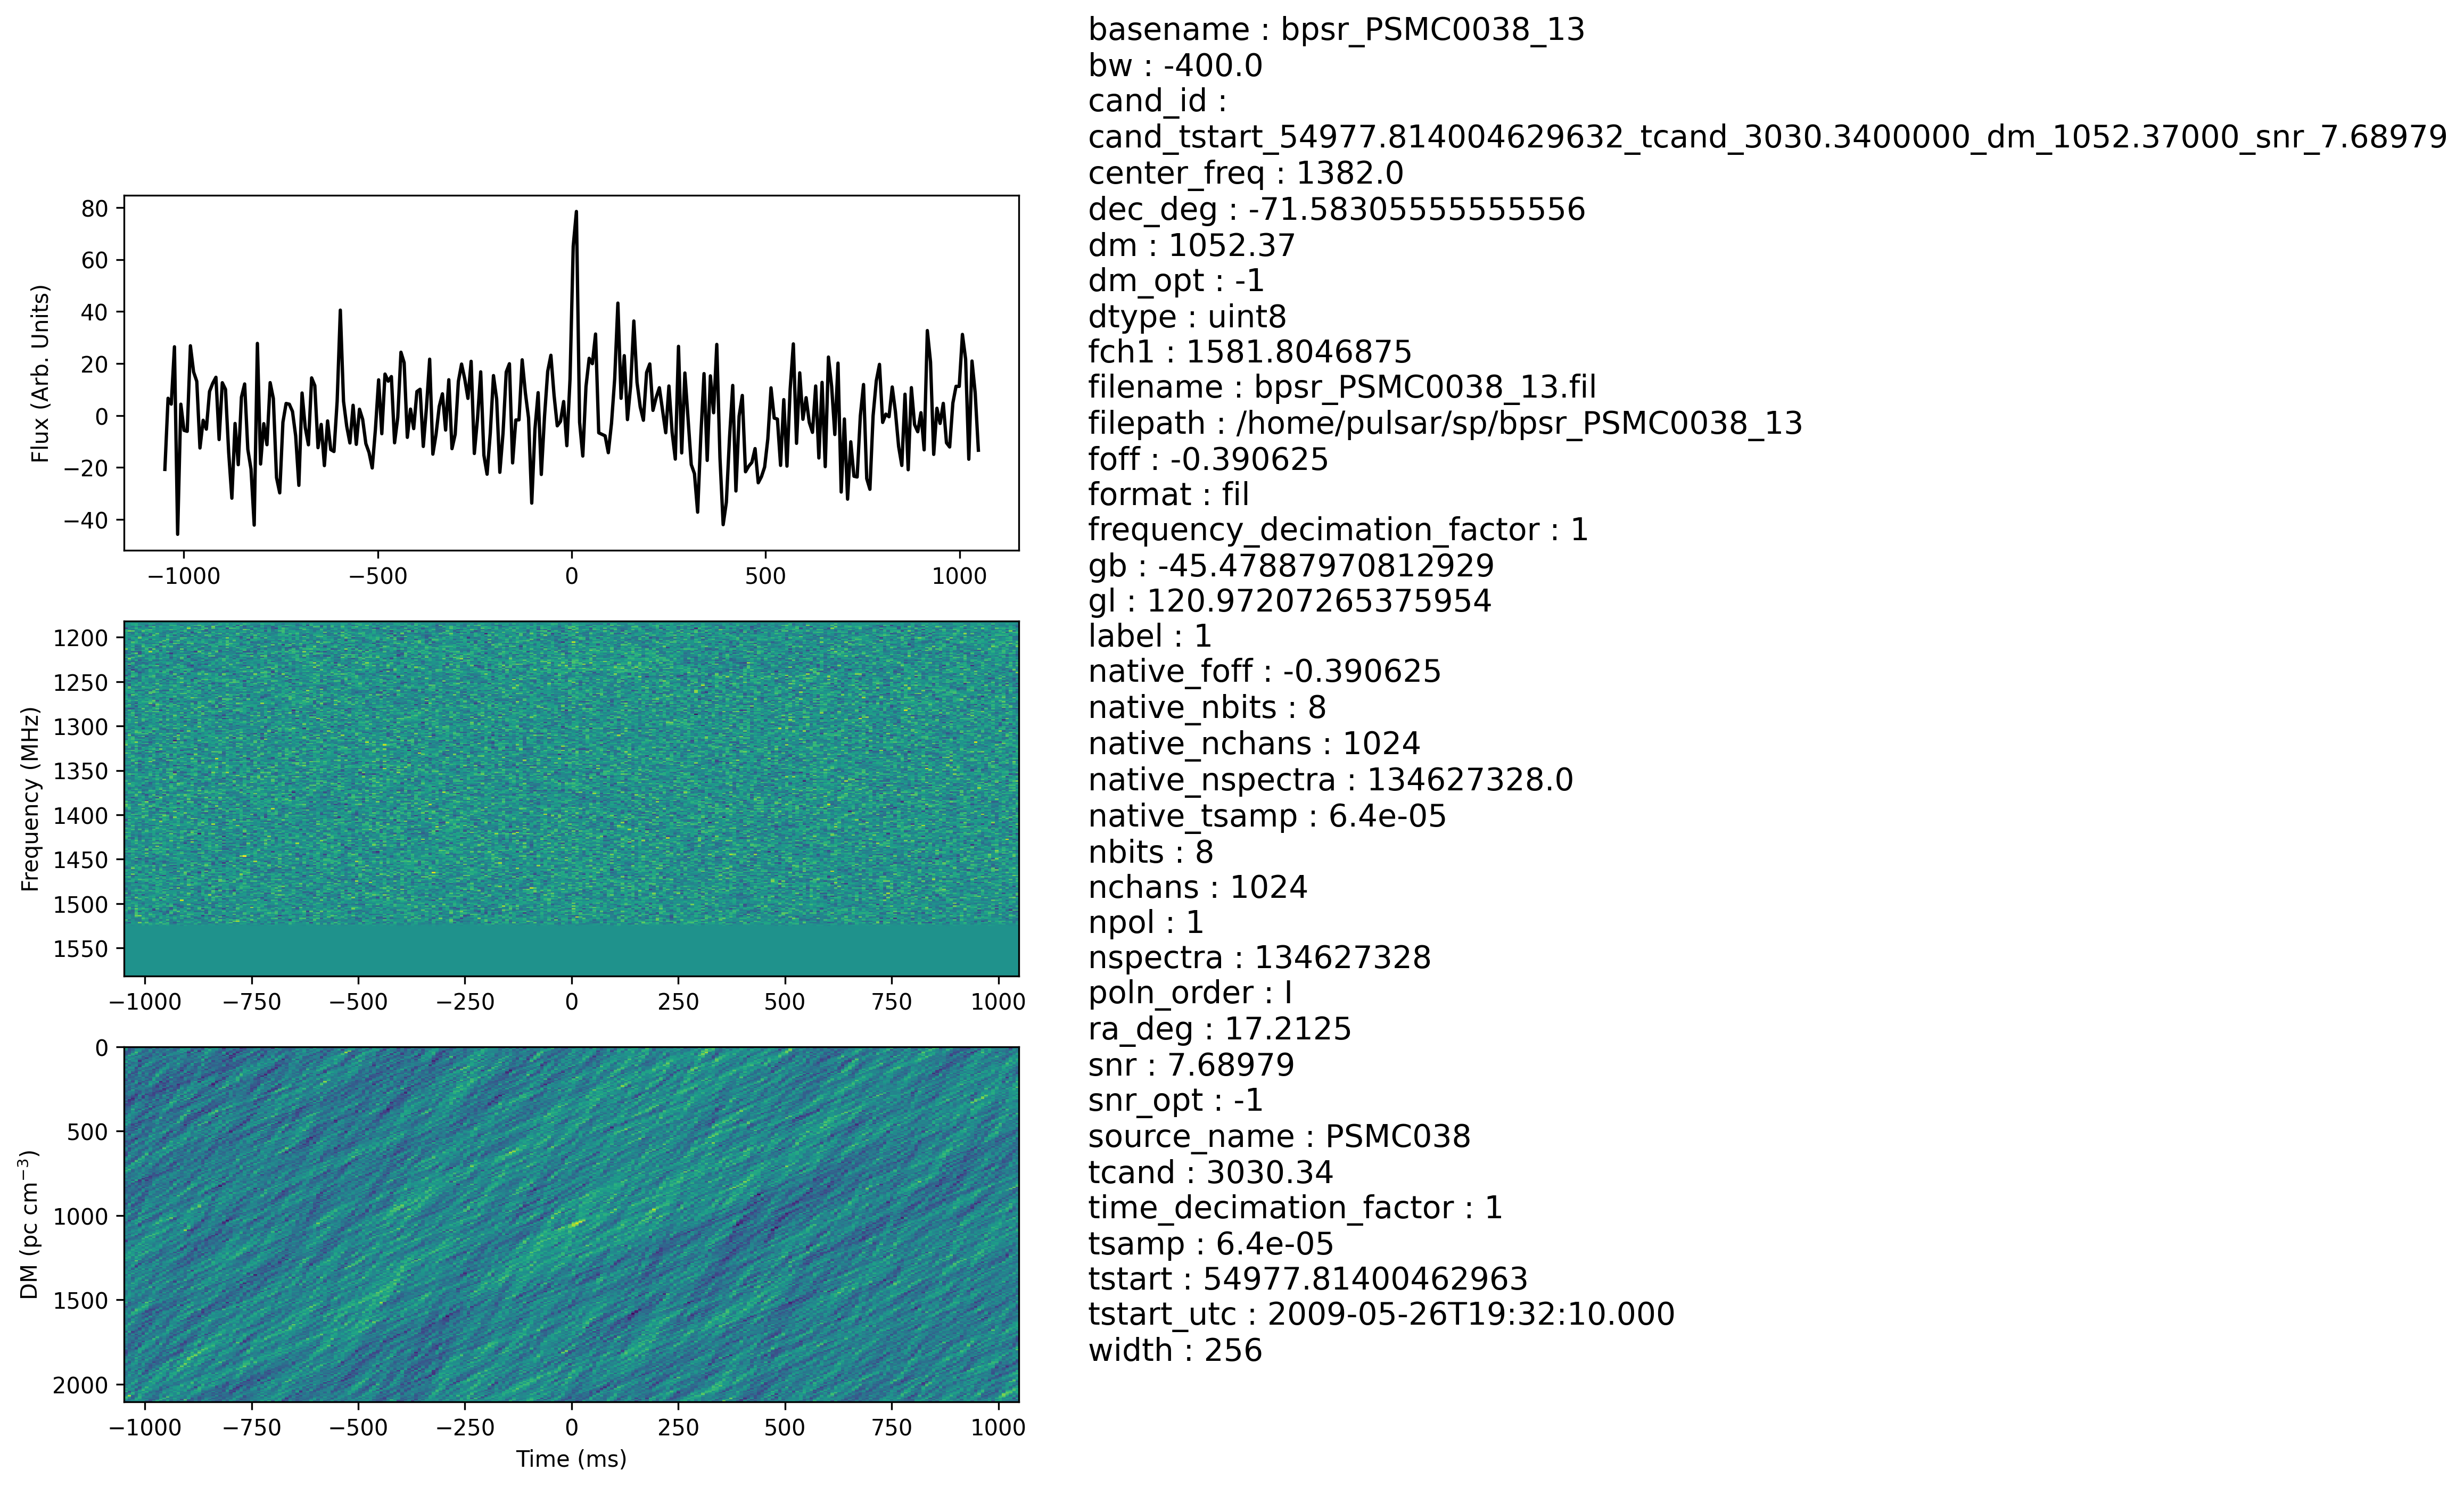 basename : bpsr_PSMC0038_13
bw : -400.0
cand_id :
cand_tstart_54977.814004629632_tcand_3030.3400000_dm_1052.37000_snr_7.68979
center_freq : 1382.0
dec_deg : -71.58305555555556
dm : 1052.37
dm_opt : -1
dtype : uint8
fch1 : 1581.8046875
filename : bpsr_PSMC0038_13.fil
filepath : /home/pulsar/sp/bpsr_PSMC0038_13
foff : -0.390625
format : fil
frequency_decimation_factor : 1
gb : -45.47887970812929
gl : 120.97207265375954
label : 1
native_foff : -0.390625
native_nbits : 8
native_nchans : 1024
native_nspectra : 134627328.0
native_tsamp : 6.4e-05
nbits : 8
nchans : 1024
npol : 1
nspectra : 134627328
poln_order : I
ra_deg : 17.2125
snr : 7.68979
snr_opt : -1
source_name : PSMC038
tcand : 3030.34
time_decimation_factor : 1
tsamp : 6.4e-05
tstart : 54977.81400462963
tstart_utc : 2009-05-26T19:32:10.000
width : 256
Flux (Arb. Units)
80
60
40
20
0
−20
−40
−1000 −500 0 500 1000
Frequency (MHz)
1200
1250
1300
1350
1400
1450
1500
1550
−1000 −750 −500 −250 0 250 500 750 1000
DM (pc cm⁻³)
0
500
1000
1500
2000
−1000 −750 −500 −250 0 250 500 750 1000
Time (ms)